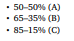 • 50–50% (A)
• 65–35% (B)
• 85–15% (C)